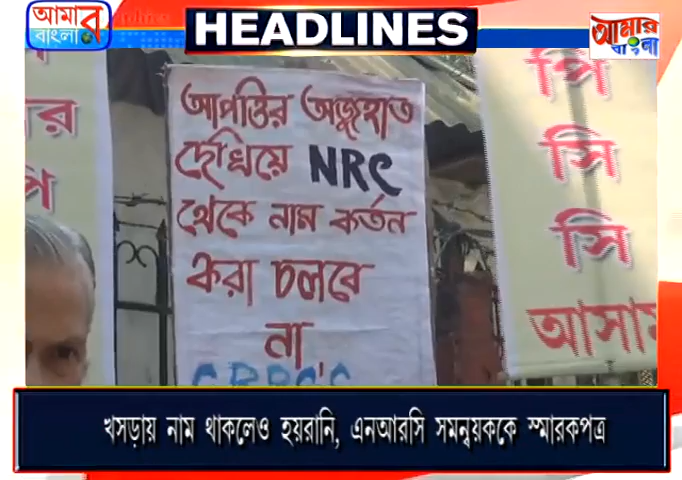 আমার বাংলা
HEADLINES
আমার বাংলা
আপত্তির অজুহাত
দেখিয়ে NRC
থেকে নাম কর্তন
করা চলবে
না
CRPCC'S
র
পি
পি
সি
সি
আসাম
খসড়ায় নাম থাকলেও হয়রানি, এনআরসি সমন্বয়ককে স্মারকপত্র